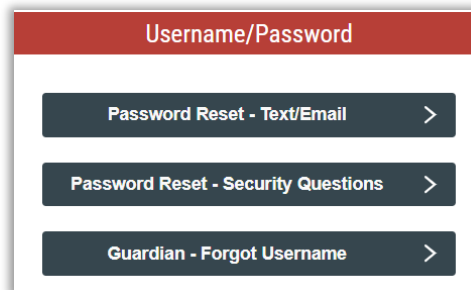 Username/Password
Password Reset - Text/Email
Password Reset - Security Questions
Guardian - Forgot Username